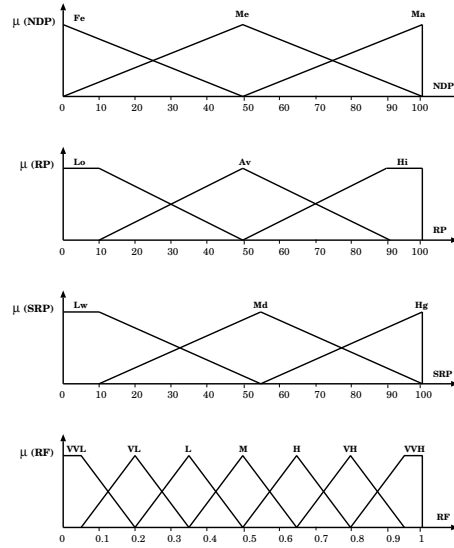 μ (NDP)
Fe Me Ma
NDP
0 10 20 30 40 50 60 70 80 90 100
μ (RP)
Lo Av Hi
RP
0 10 20 30 40 50 60 70 80 90 100
μ (SRP)
Lw Md Hg
SRP
0 10 20 30 40 50 60 70 80 90 100
μ (RF)
VVL VL L M H VH VVH
RF
0 0.1 0.2 0.3 0.4 0.5 0.6 0.7 0.8 0.9 1